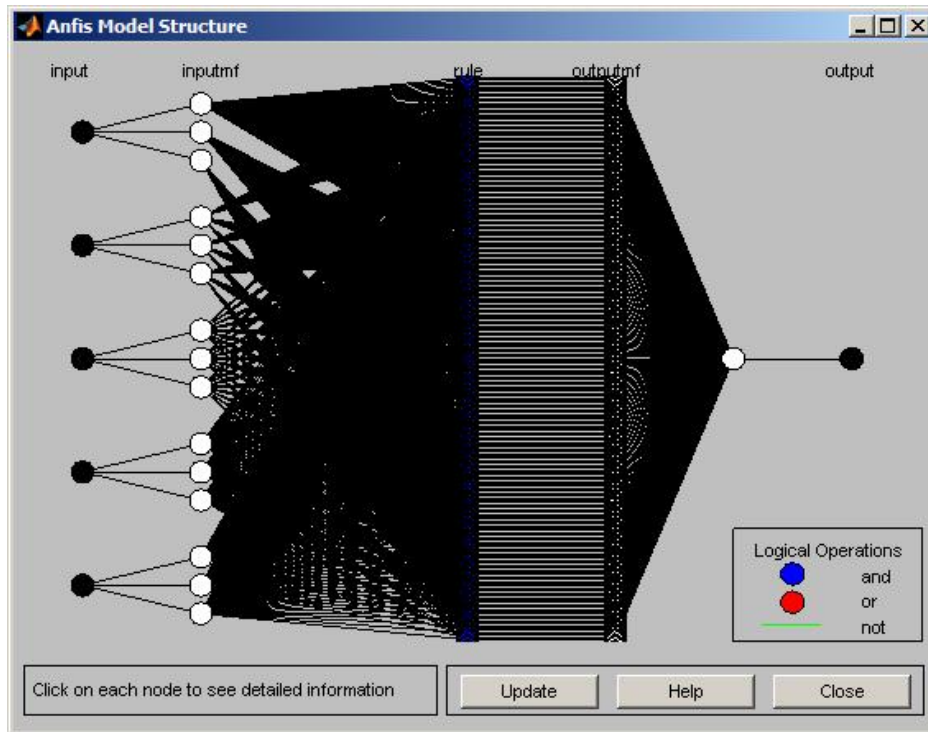 Anfis Model Structure
input inputmf rule outputmf output
Logical Operations
and
or
not
Click on each node to see detailed information
Update Help Close